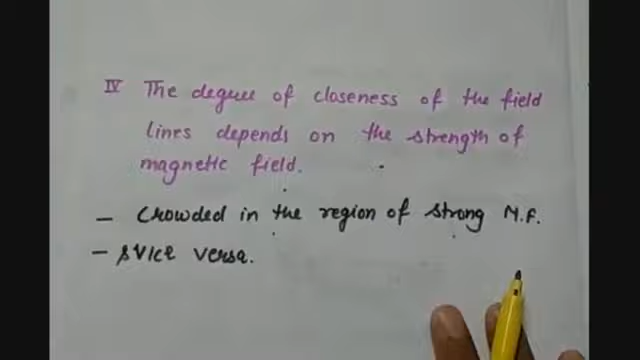 IV The degree of closeness of the field
lines depends on the strength of
magnetic field.
- Crowded in the region of strong M.F.
- & vice versa.